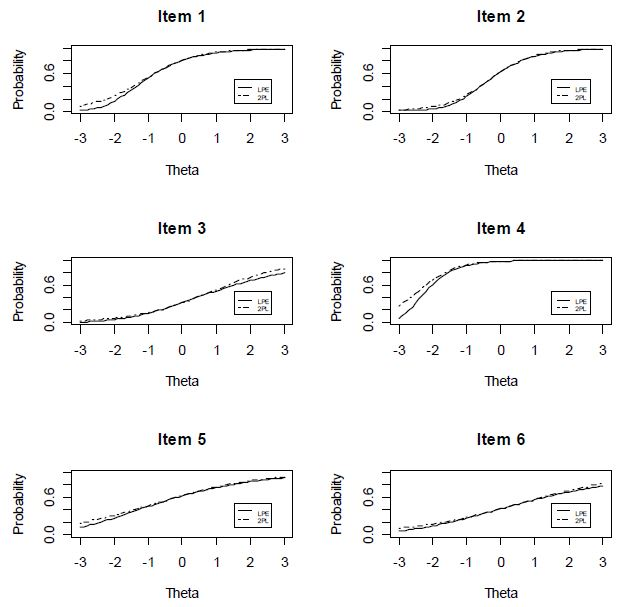 Item 1
Probability
0.6
0.0
LPE
2PL
-3 -2 -1 0 1 2 3
Theta
Item 2
Probability
0.6
0.0
LPE
2PL
-3 -2 -1 0 1 2 3
Theta
Item 3
Probability
0.6
0.0
LPE
2PL
-3 -2 -1 0 1 2 3
Theta
Item 4
Probability
0.6
0.0
LPE
2PL
-3 -2 -1 0 1 2 3
Theta
Item 5
Probability
0.6
0.0
LPE
2PL
-3 -2 -1 0 1 2 3
Theta
Item 6
Probability
0.6
0.0
LPE
2PL
-3 -2 -1 0 1 2 3
Theta